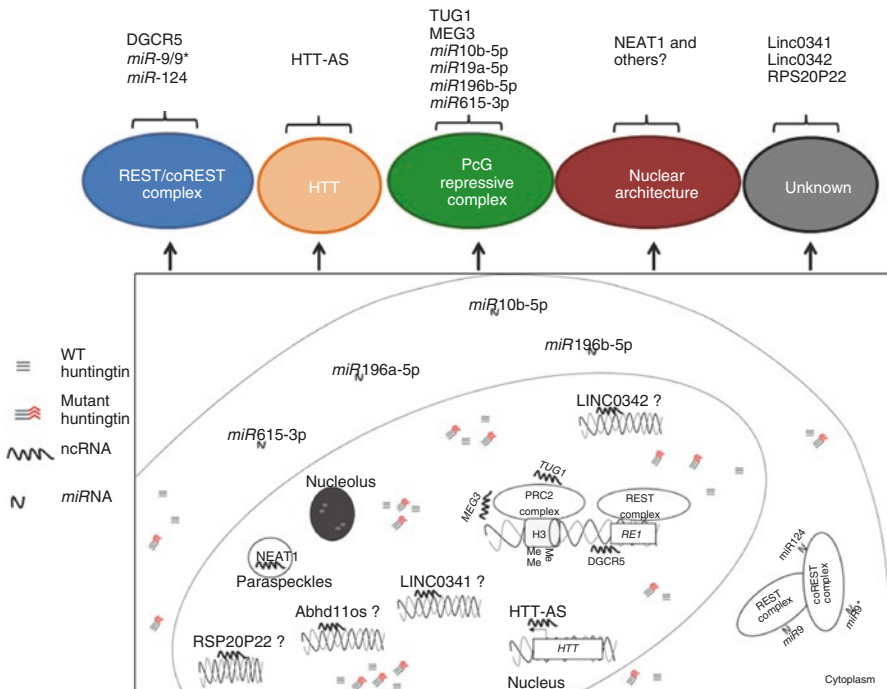 DGCR5
miR-9/9*
miR-124
HTT-AS
TUG1
MEG3
miR10b-5p
miR19a-5p
miR196b-5p
miR615-3p
NEAT1 and
others?
Linc0341
Linc0342
RPS20P22
REST/coREST
complex
HTT
PcG
repressive
complex
Nuclear
architecture
Unknown
WT
huntingtin
Mutant
huntingtin
ncRNA
miRNA
miR10b-5p
miR196b-5p
miR196a-5p
miR615-3p
LINC0342 ?
Nucleolus
TUG1
MEG3
PRC2
complex
REST
complex
H3
RE1
Me
Me
Me
DGCR5
NEAT1
Paraspeckles
LINC0341 ?
Abhd11os ?
RSP20P22 ?
HTT-AS
HTT
Nucleus
miR124
REST
complex
coREST
complex
miR9
miR9*
Cytoplasm